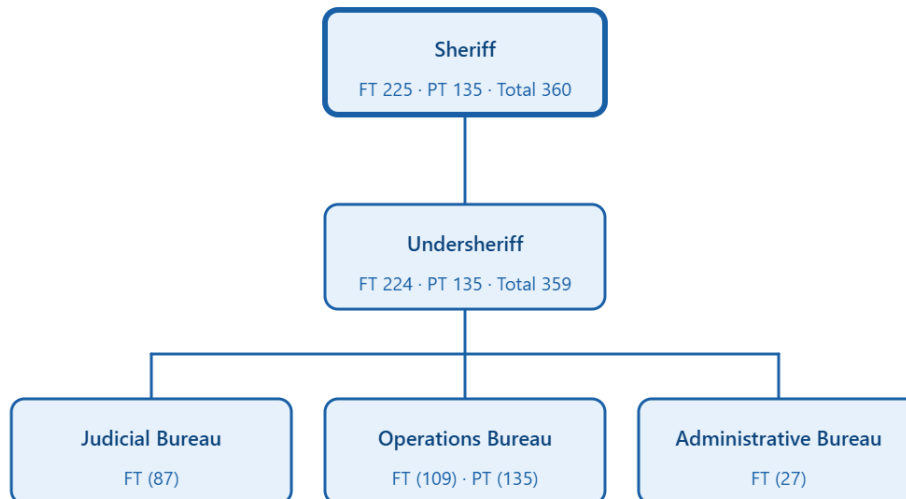 Sheriff
FT 225 · PT 135 · Total 360
Undersheriff
FT 224 · PT 135 · Total 359
Judicial Bureau
FT (87)
Operations Bureau
FT (109) · PT (135)
Administrative Bureau
FT (27)